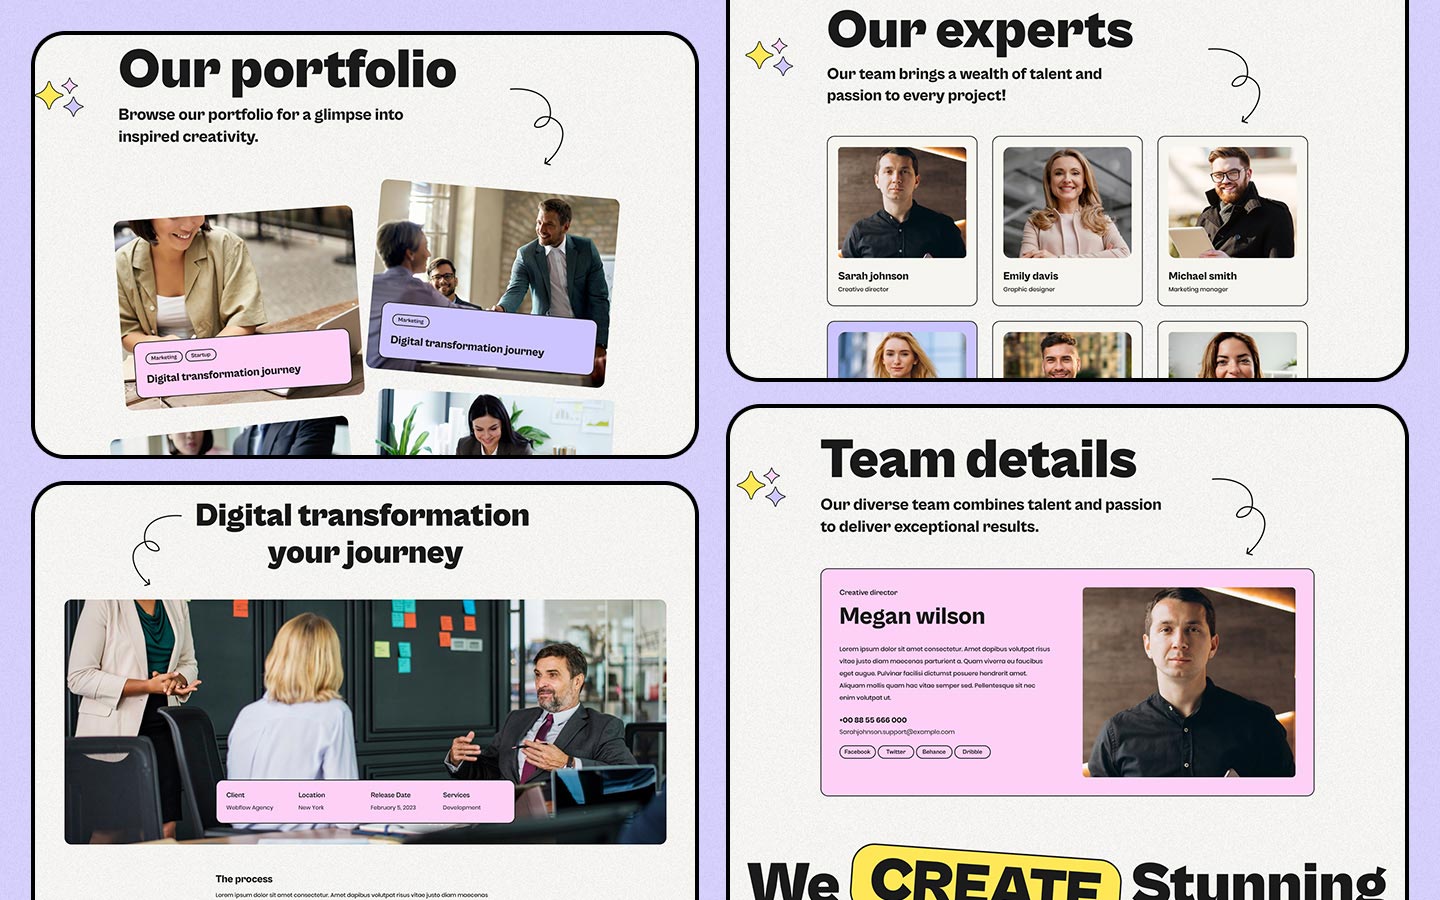 Our portfolio
Browse our portfolio for a glimpse into
inspired creativity.
Marketing Startup
Digital transformation journey
Marketing
Digital transformation journey
Digital transformation
your journey
Client Location Release Date Services
Webflow Agency New York February 5, 2023 Development
The process
Lorem ipsum dolor sit amet consectetur. Amet dapibus volutpat risus vitae justo diam maecenas
Our experts
Our team brings a wealth of talent and
passion to every project!
Sarah johnson
Creative director
Emily davis
Graphic designer
Michael smith
Marketing manager
Team details
Our diverse team combines talent and passion
to deliver exceptional results.
Creative director
Megan wilson
Lorem ipsum dolor sit amet consectetur. Amet dapibus volutpat risus
vitae justo diam maecenas parturient a. Quam viverra eu faucibus
eget augue. Pulvinar facilisi dictumst posuere hendrerit amet.
Aliquam mollis quam hac vitae semper sed. Pellentesque sit nec
enim volutpat ut.
+00 88 55 666 000
Sarahjohnson.support@example.com
Facebook Twitter Behance Dribble
We CREATE Stunning